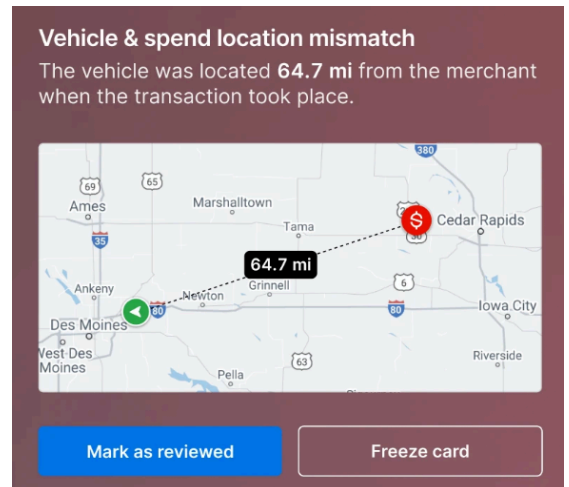 Vehicle & spend location mismatch
The vehicle was located 64.7 mi from the merchant
when the transaction took place.
380
69
65
Ames
Marshalltown
Cedar Rapids
30
Tama
35
64.7 mi
Ankeny
Newton
Grinnell
6
80
80
Iowa City
Des Moines
West Des
Moines
63
Riverside
Pella
Mark as reviewed
Freeze card